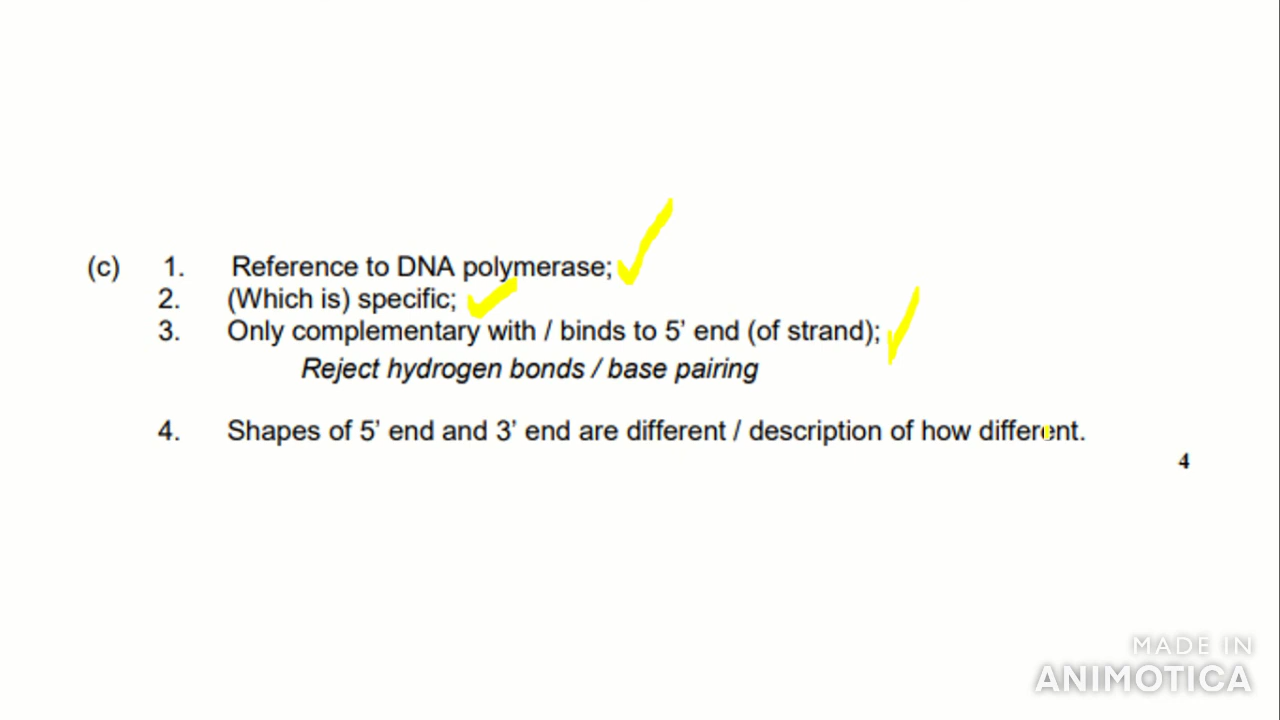 (c) 1. Reference to DNA polymerase;
2. (Which is) specific;
3. Only complementary with / binds to 5’ end (of strand);
Reject hydrogen bonds / base pairing
4. Shapes of 5’ end and 3’ end are different / description of how different.
4
MADE IN
ANIMOTICA